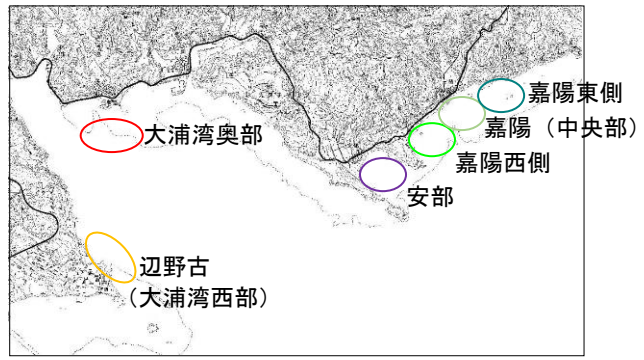 嘉陽東側
嘉陽（中央部）
大浦湾奥部
嘉陽西側
安部
辺野古
（大浦湾西部）